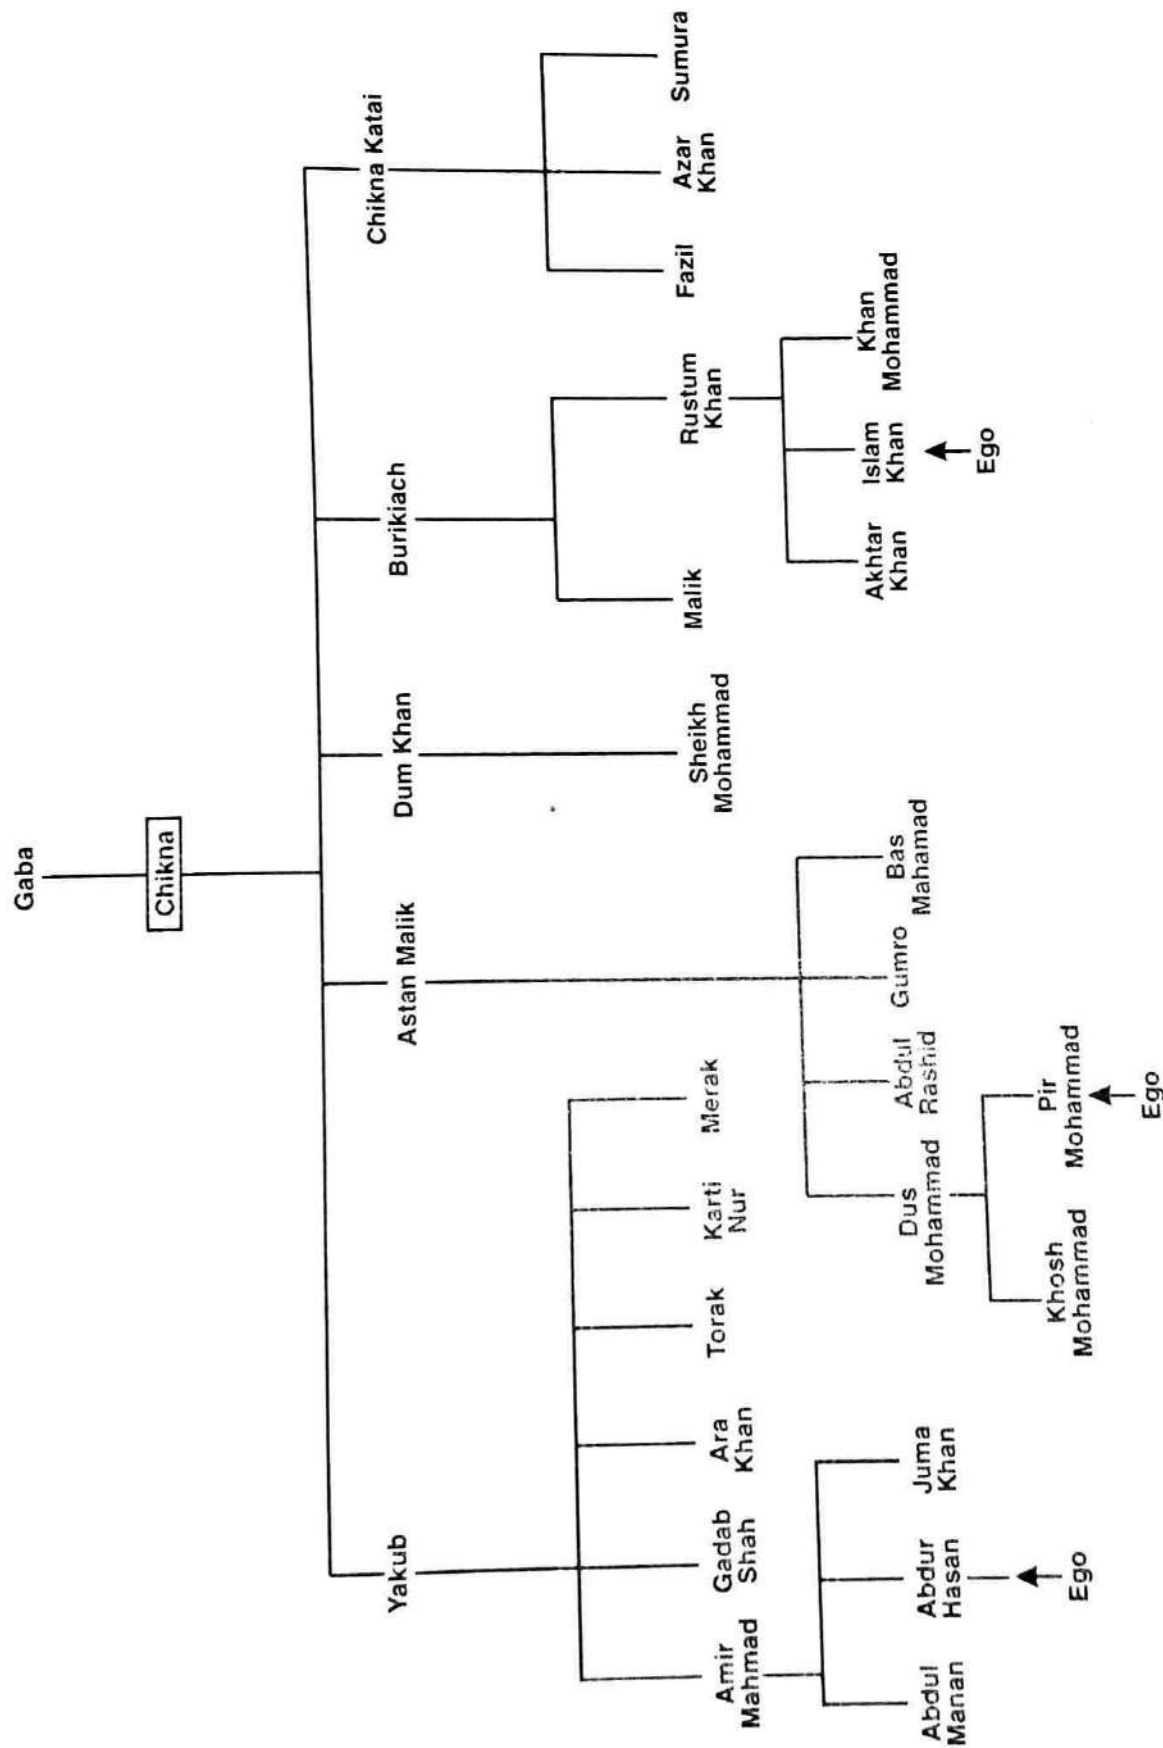 Gaba
Chikna
Yakub
Astan Malik
Dum Khan
Burikiach
Chikna Katai
Amir
Mahmad
Gadab
Shah
Ara
Khan
Torak
Karti
Nur
Merak
Sheikh
Mohammad
Malik
Rustum
Khan
Fazil
Azar
Khan
Sumura
Abdul
Manan
Abdur
Hasan
Juma
Khan
Dus
Mohammad
Abdul
Rashid
Gumro
Bas
Mahamad
Akhtar
Khan
Islam
Khan
Khan
Mohammad
Khosh
Mohammad
Pir
Mohammad
Ego
Ego
Ego